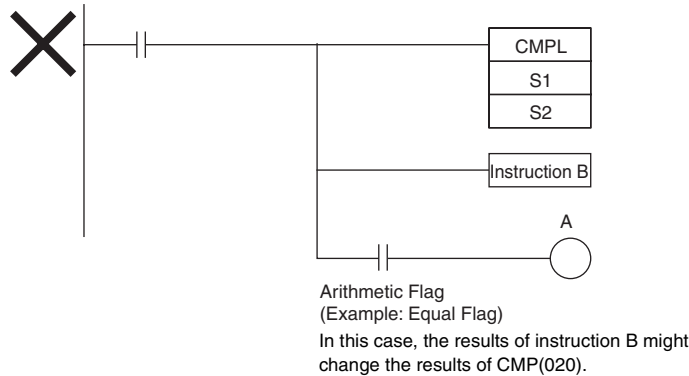 CMPL
S1
S2
Instruction B
A
Arithmetic Flag
(Example: Equal Flag)
In this case, the results of instruction B might
change the results of CMP(020).